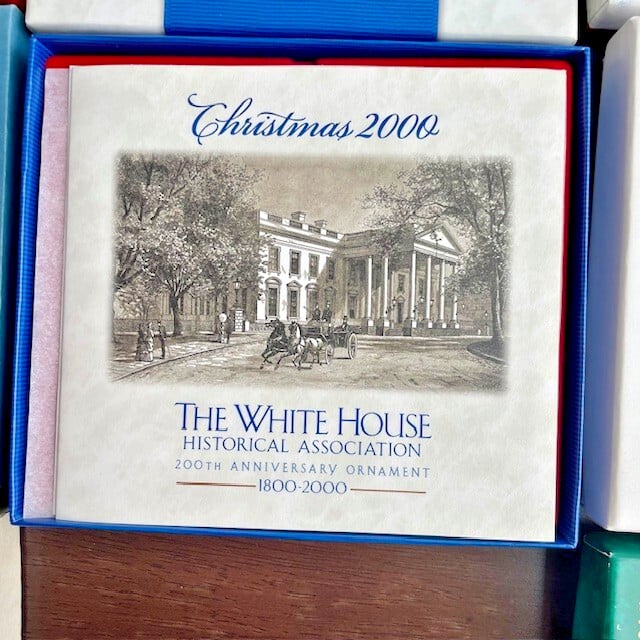 Christmas 2000
THE WHITE HOUSE
HISTORICAL ASSOCIATION
200TH ANNIVERSARY ORNAMENT
1800-2000